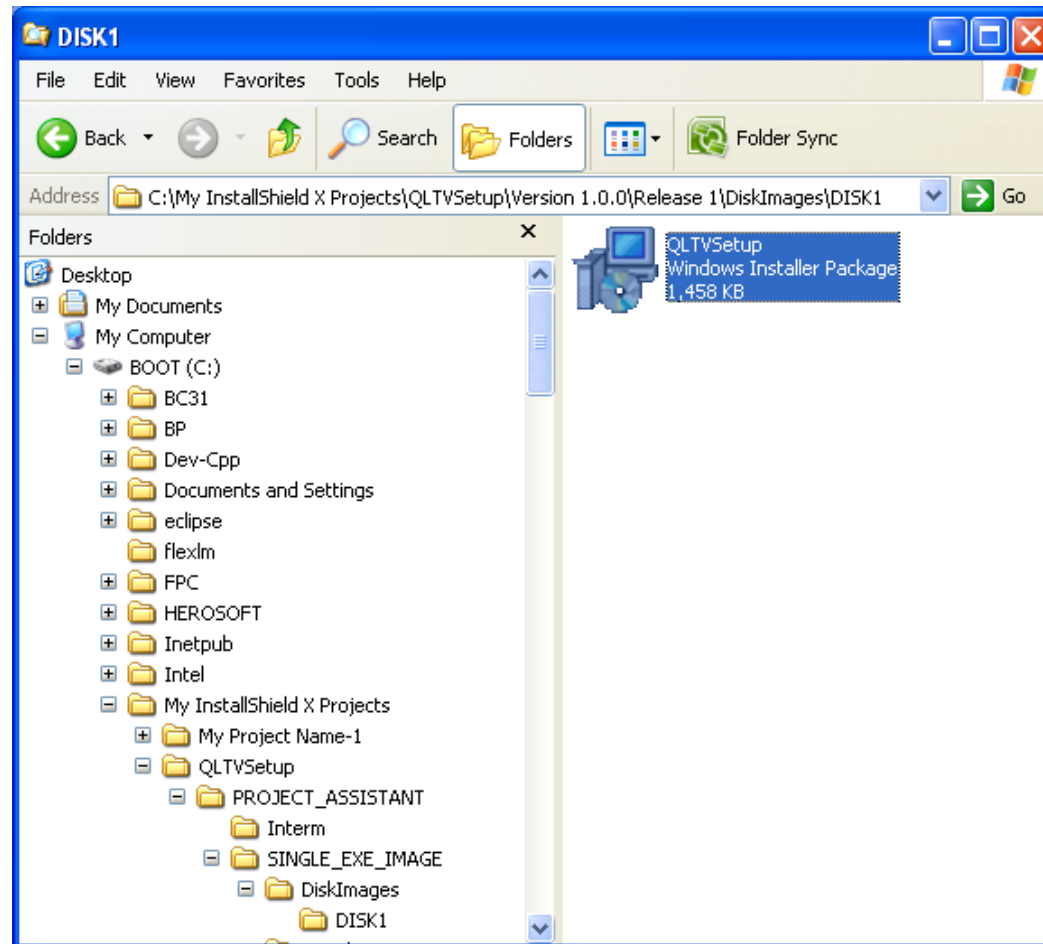 DISK1
File Edit View Favorites Tools Help
Back Search Folders Folder Sync
Address C:\My InstallShield X Projects\QLTVSetup\Version 1.0.0\Release 1\DiskImages\DISK1 Go
Folders
Desktop
My Documents
My Computer
BOOT (C:)
BC31
BP
Dev-Cpp
Documents and Settings
eclipse
flexlm
FPC
HEROSOFT
Inetpub
Intel
My InstallShield X Projects
My Project Name-1
QLTVSetup
PROJECT_ASSISTANT
Interm
SINGLE_EXE_IMAGE
DiskImages
DISK1
QLTVSetup
Windows Installer Package
1,458 KB